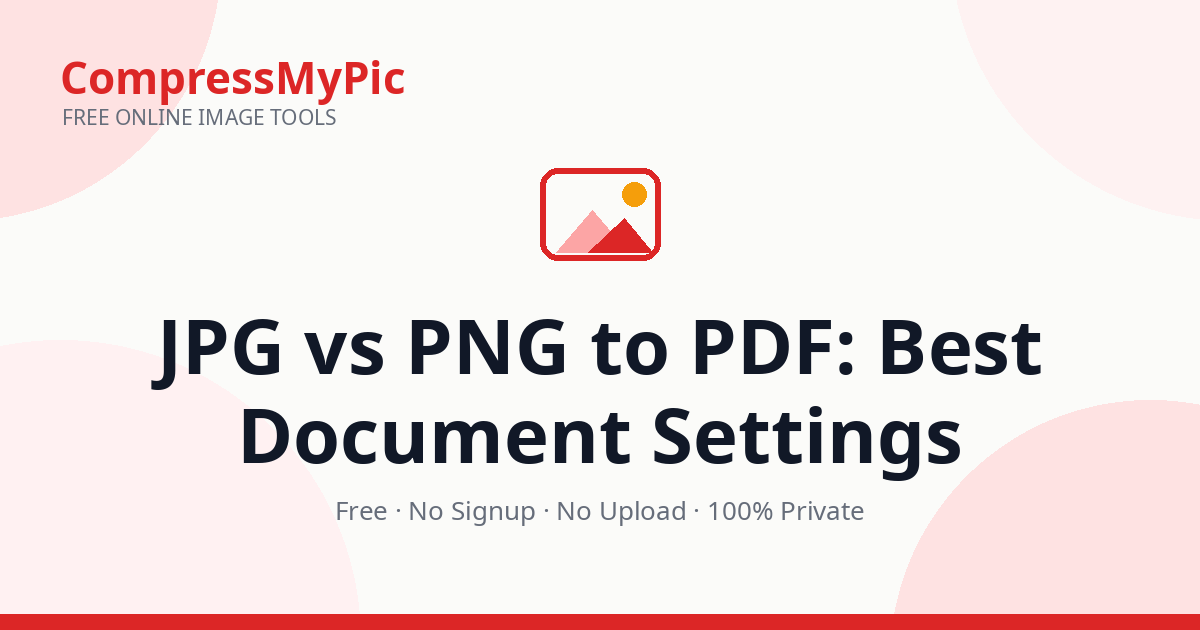 CompressMyPic
FREE ONLINE IMAGE TOOLS
JPG vs PNG to PDF: Best
Document Settings
Free · No Signup · No Upload · 100% Private